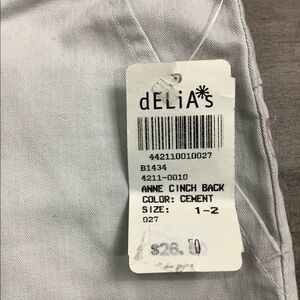 dELiA*s
442110010027
B1434
4211-0010
ANNE CINCH BACK
COLOR: CEMENT
SIZE: 1-2
027
$26.50